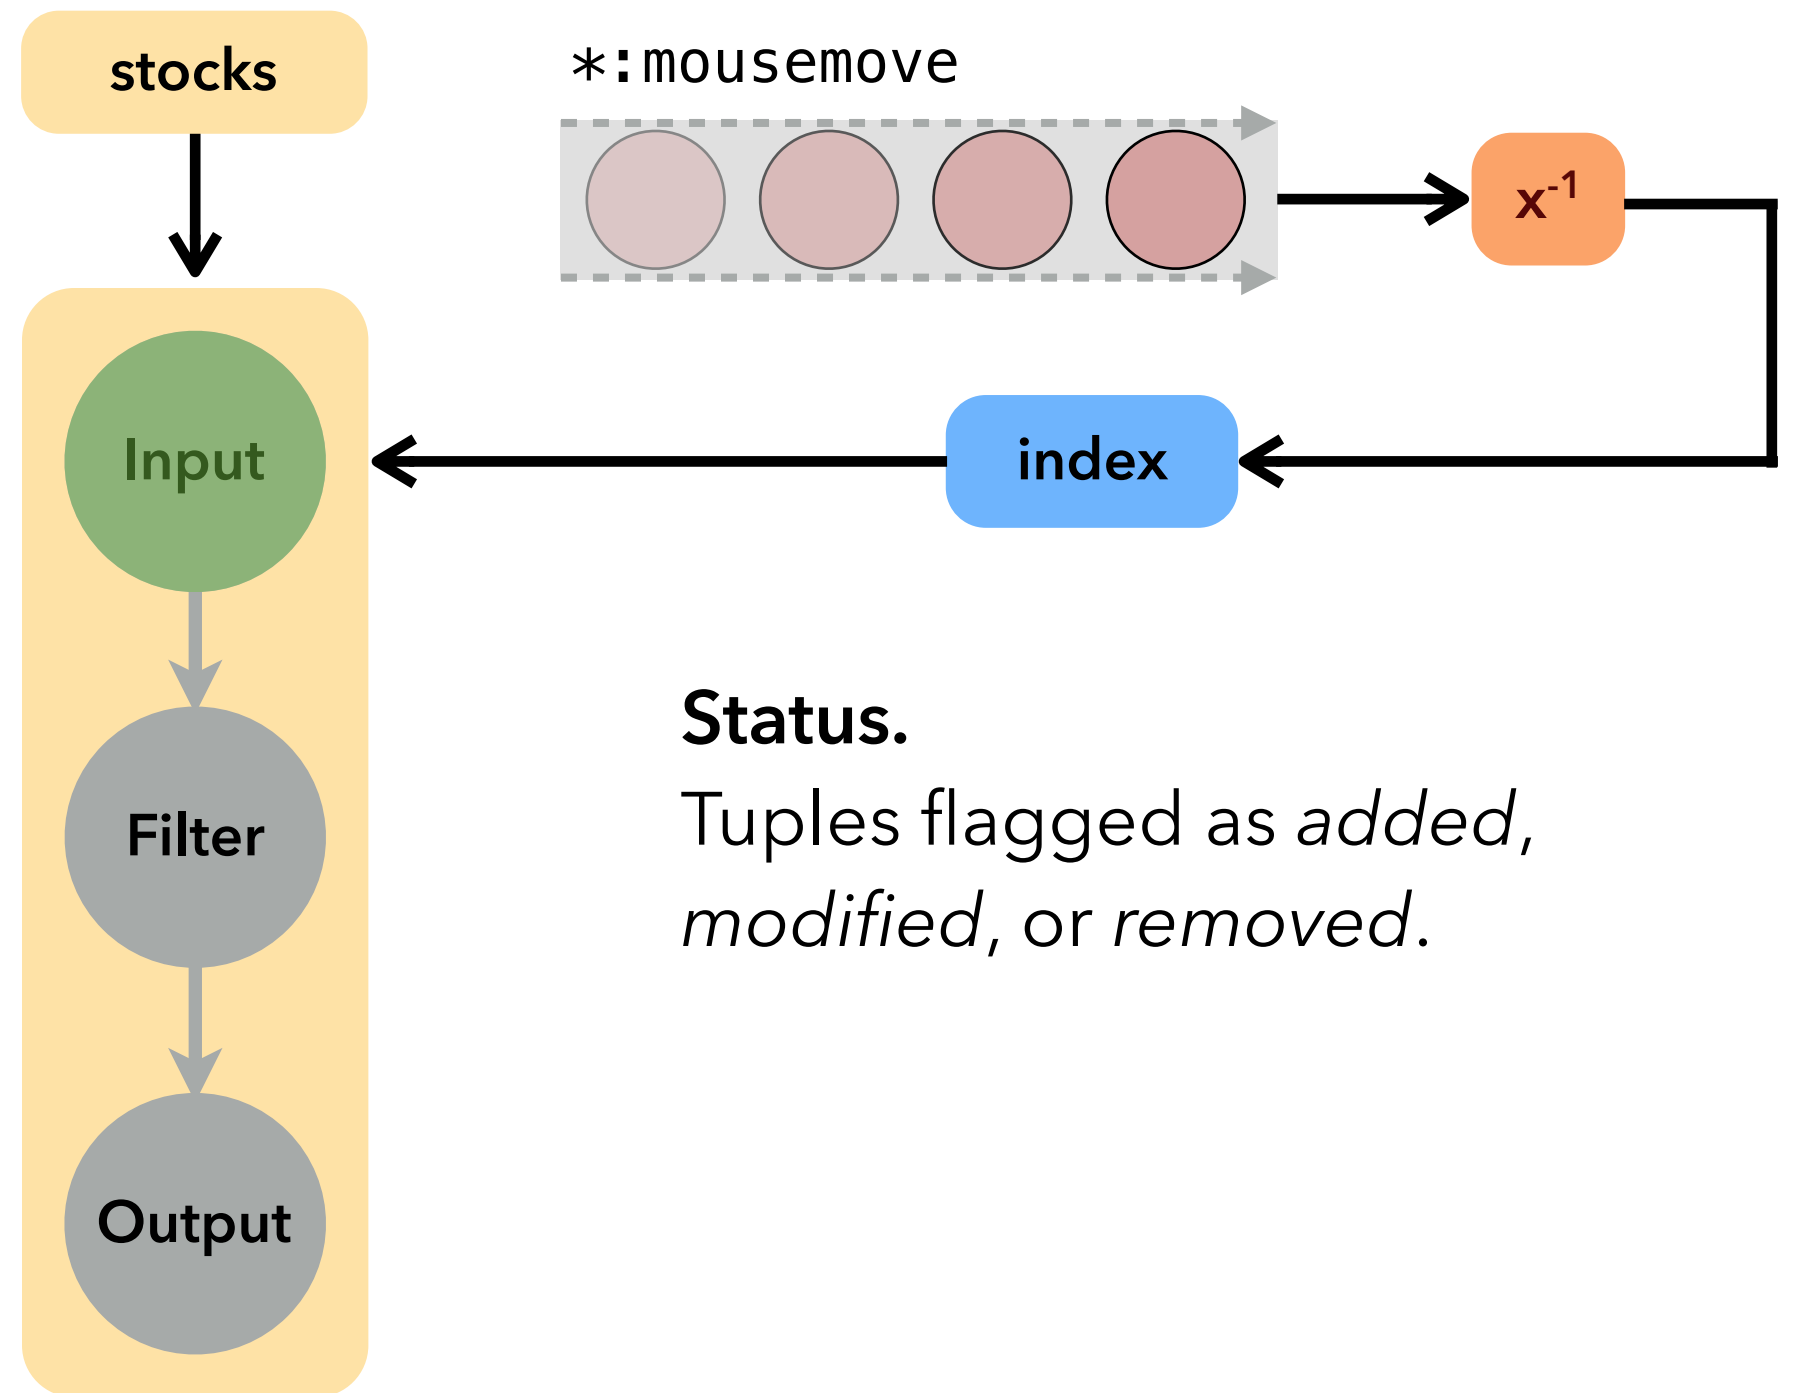 stocks
*:mousemove
x⁻¹
Input
index
Status.
Tuples flagged as added,
modified, or removed.
Filter
Output